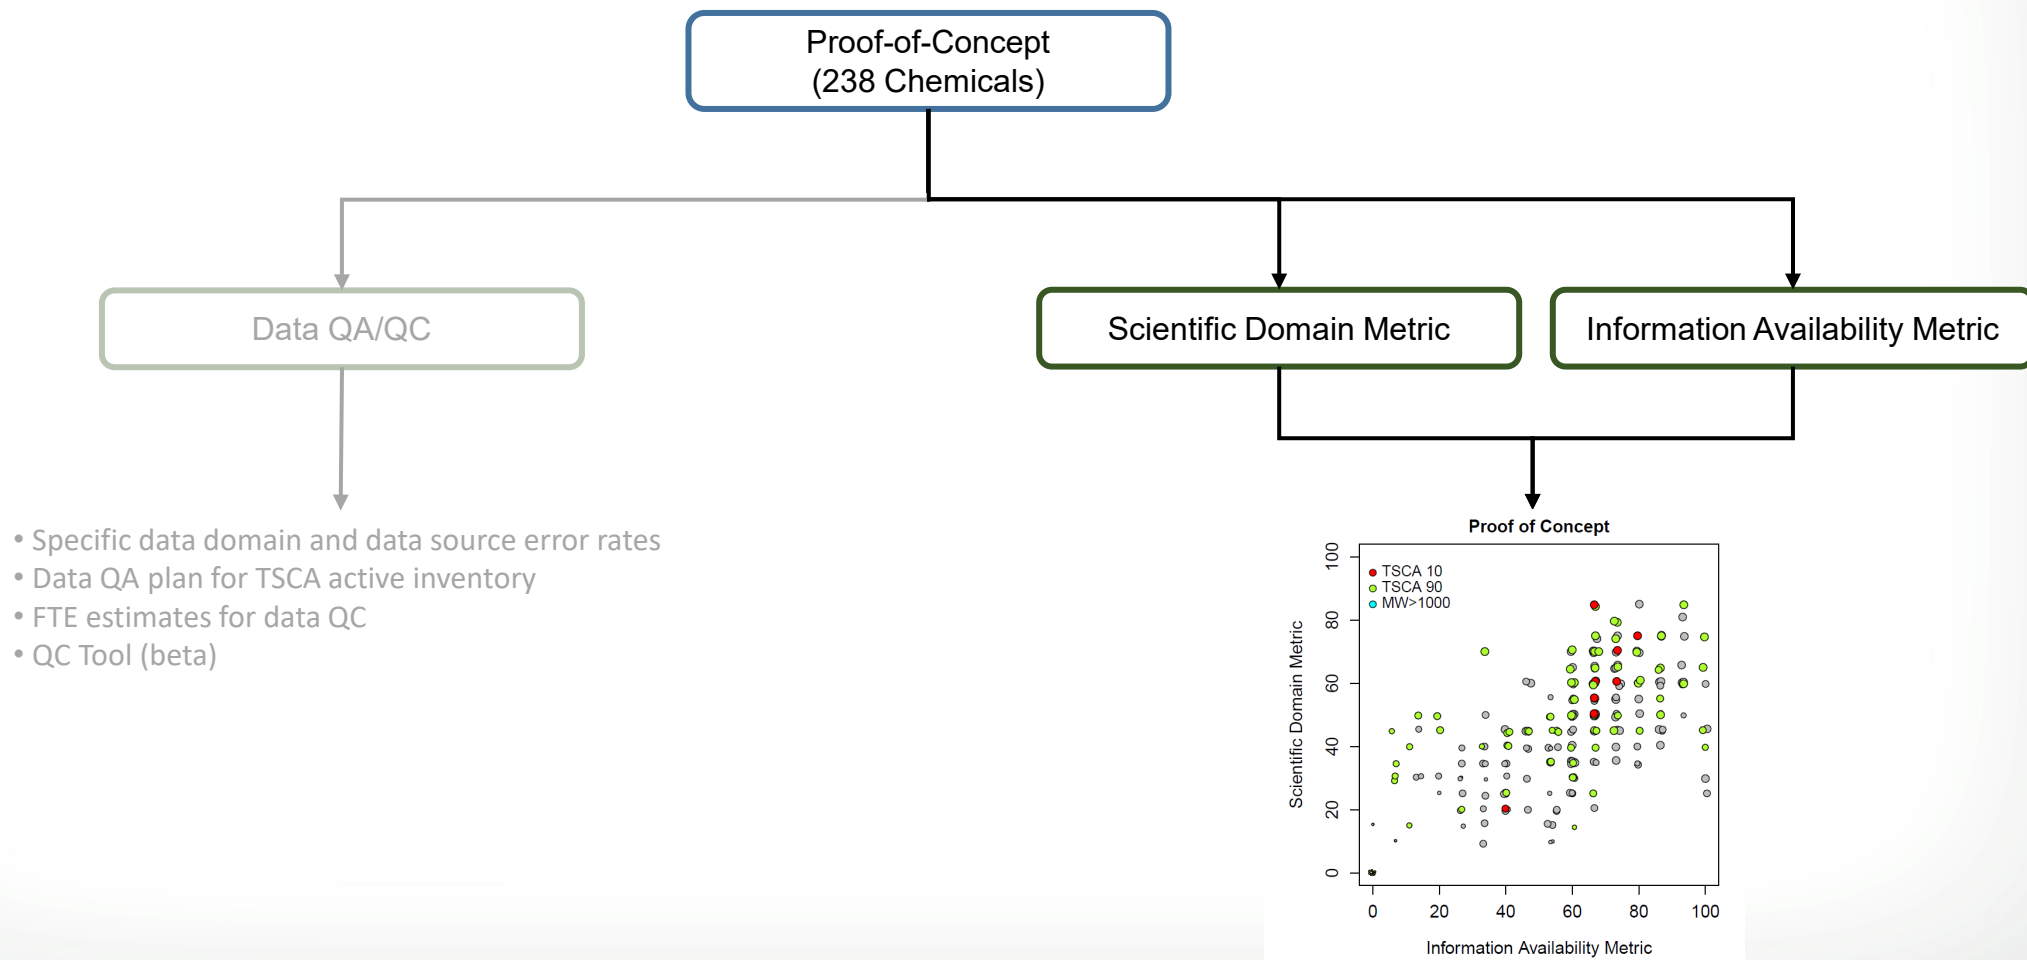 Proof-of-Concept
(238 Chemicals)
Data QA/QC
Scientific Domain Metric
Information Availability Metric
• Specific data domain and data source error rates
• Data QA plan for TSCA active inventory
• FTE estimates for data QC
• QC Tool (beta)
Proof of Concept
TSCA 10
TSCA 90
MW>1000
Scientific Domain Metric
100
80
60
40
20
0
0 20 40 60 80 100
Information Availability Metric